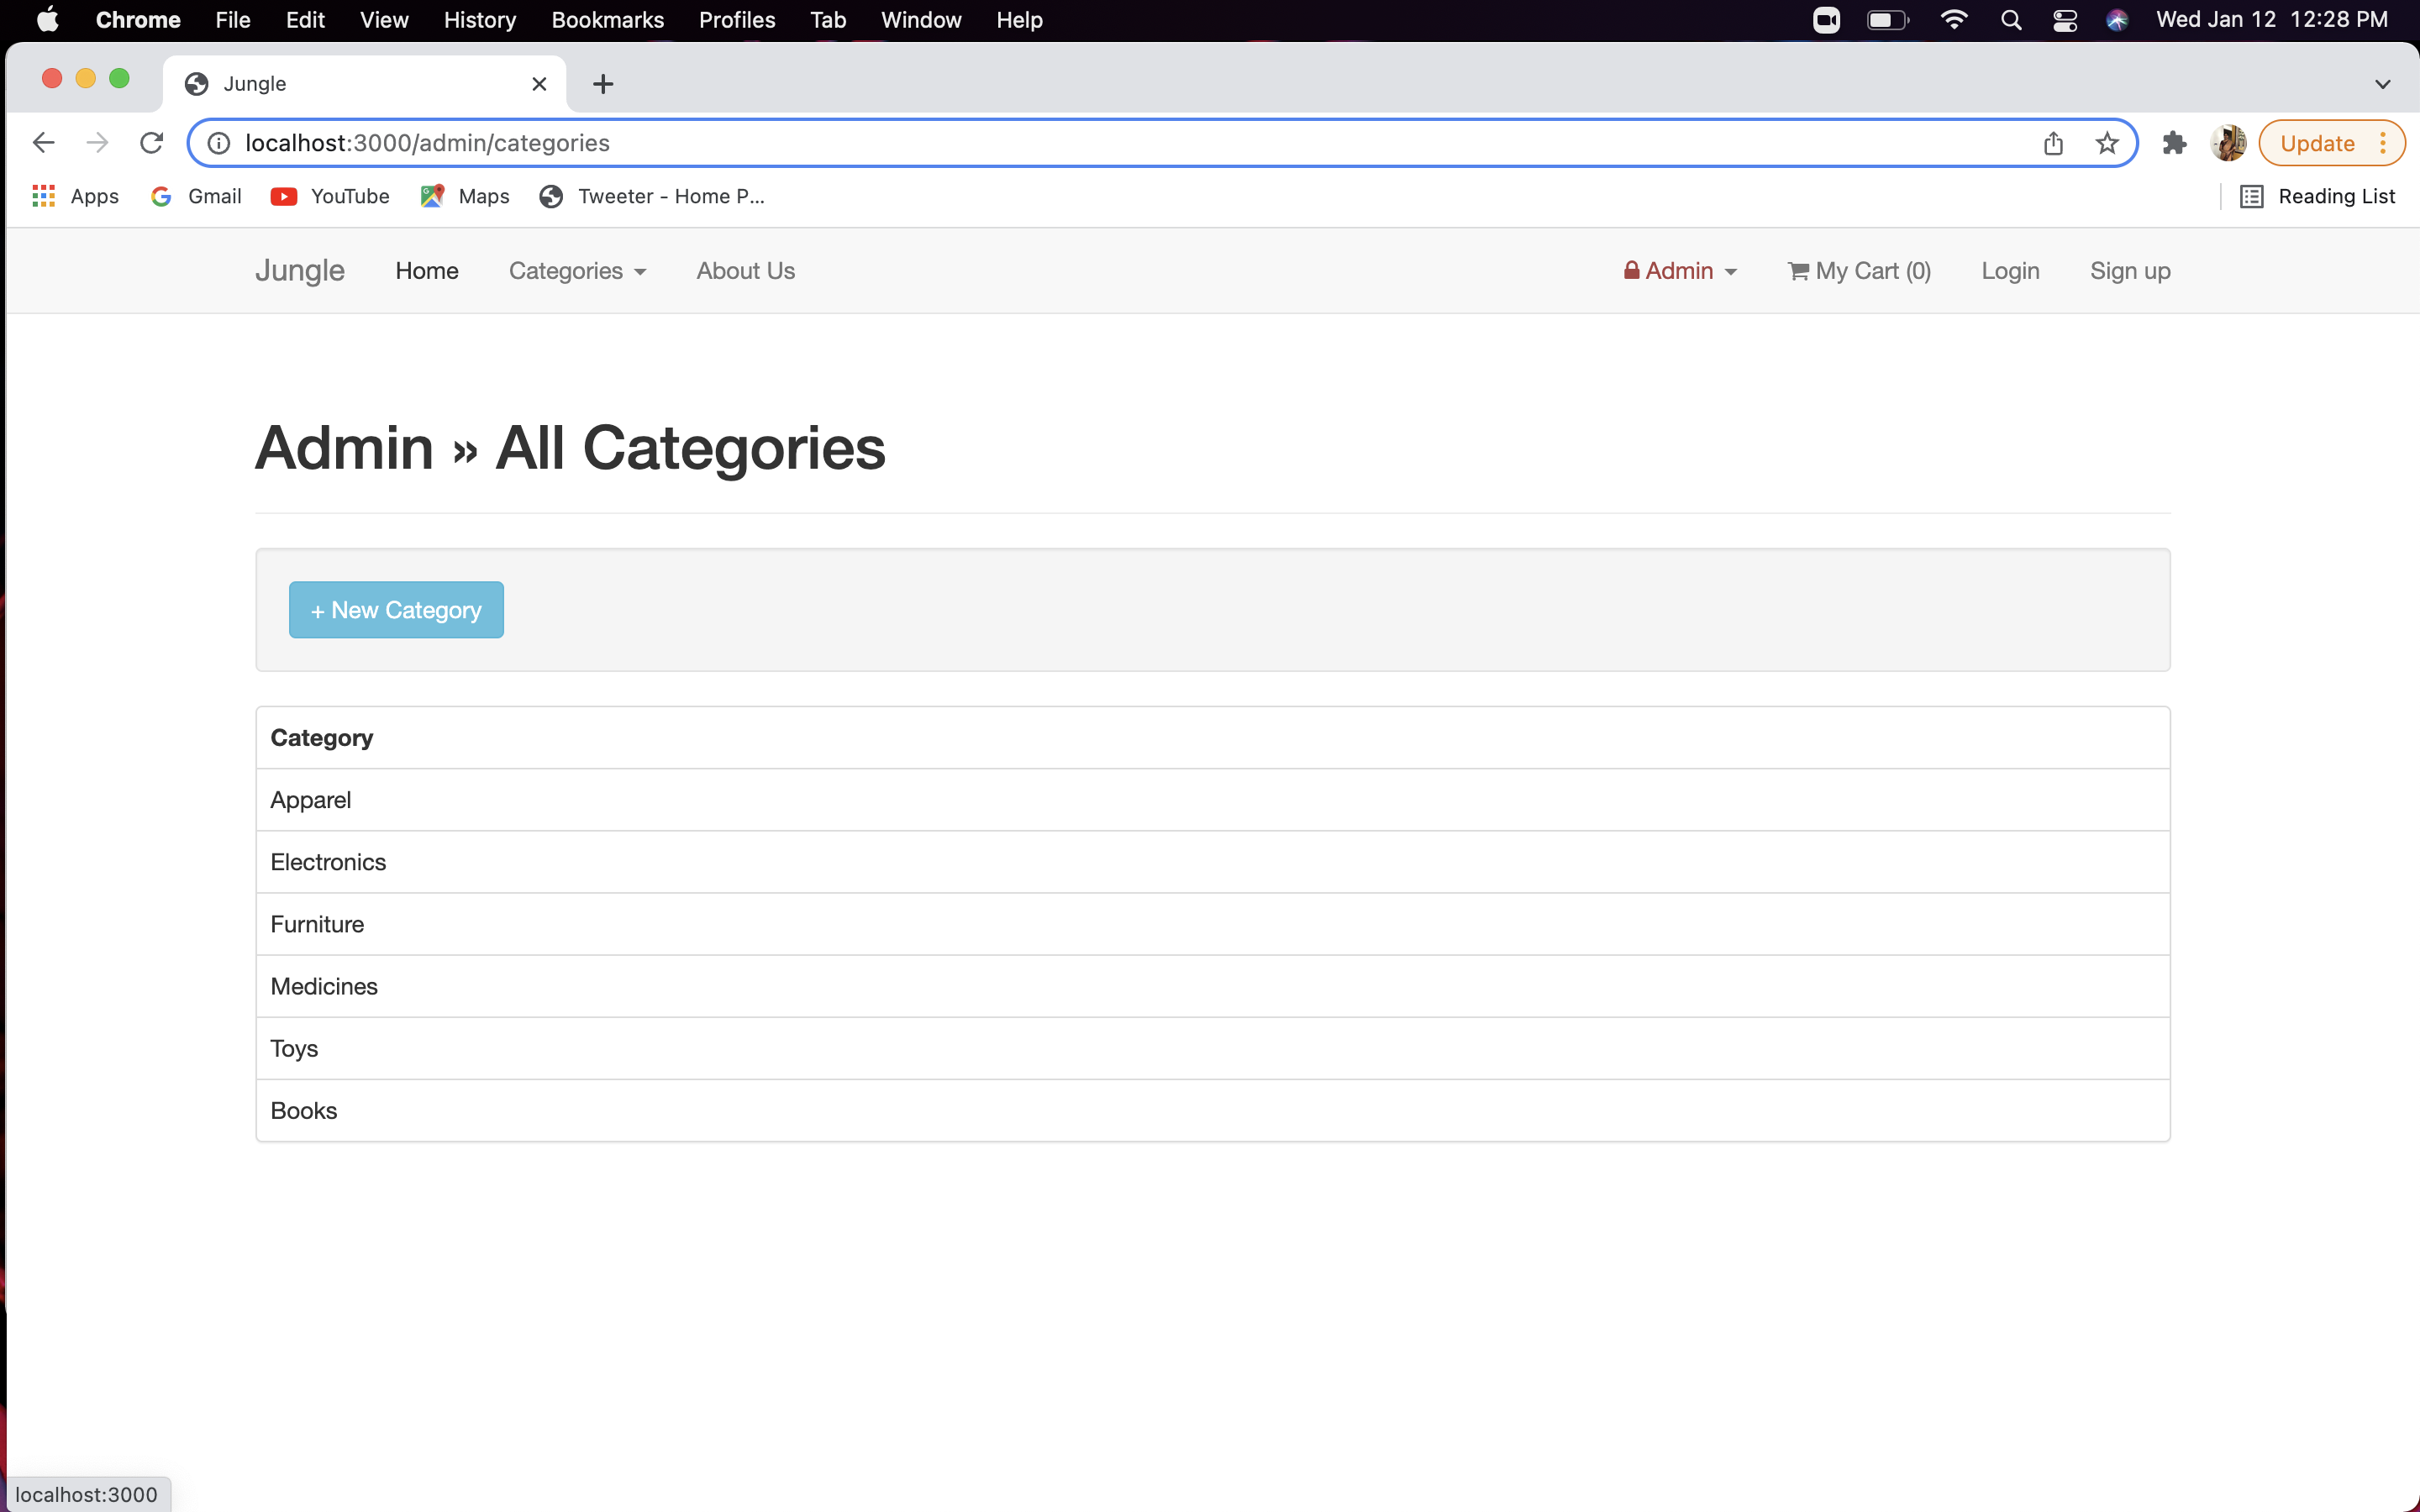 Chrome File Edit View History Bookmarks Profiles Tab Window Help Wed Jan 12 12:28 PM
Jungle
localhost:3000/admin/categories Update
Apps Gmail YouTube Maps Tweeter - Home P... Reading List
Jungle Home Categories About Us Admin My Cart (0) Login Sign up
Admin » All Categories
+ New Category
Category
Apparel
Electronics
Furniture
Medicines
Toys
Books
localhost:3000